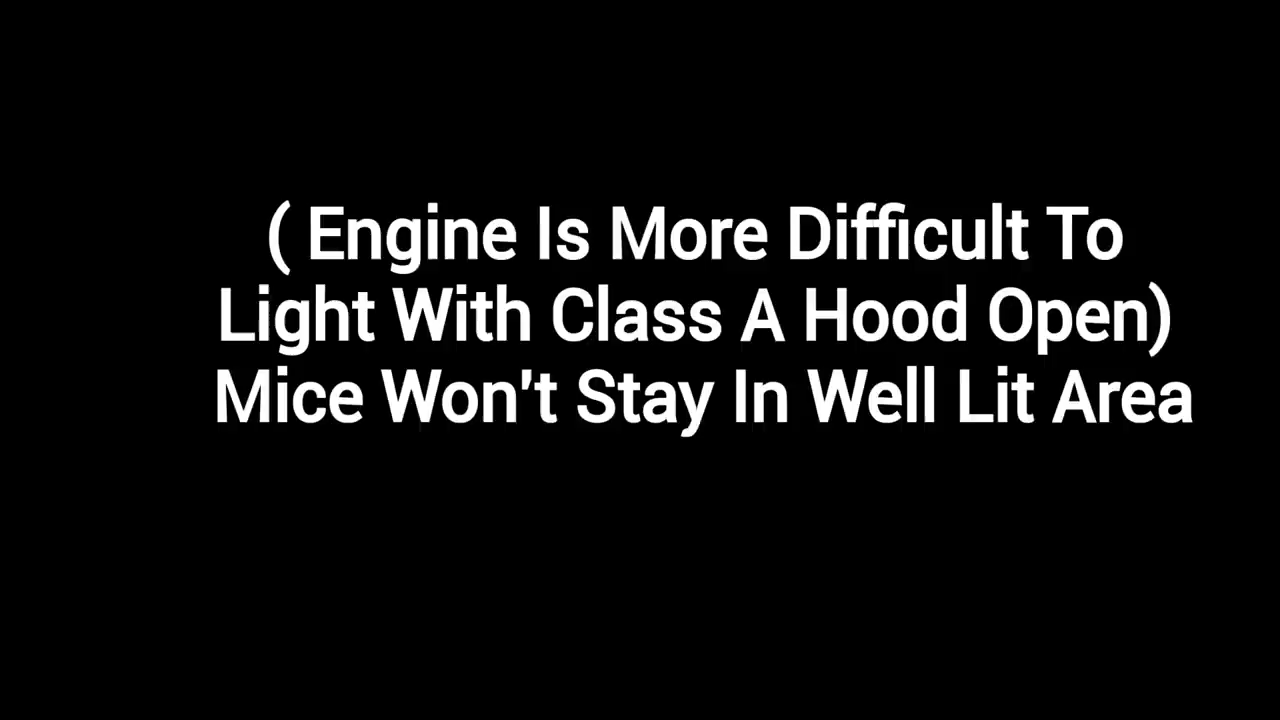 ( Engine Is More Difficult To
Light With Class A Hood Open)
Mice Won't Stay In Well Lit Area